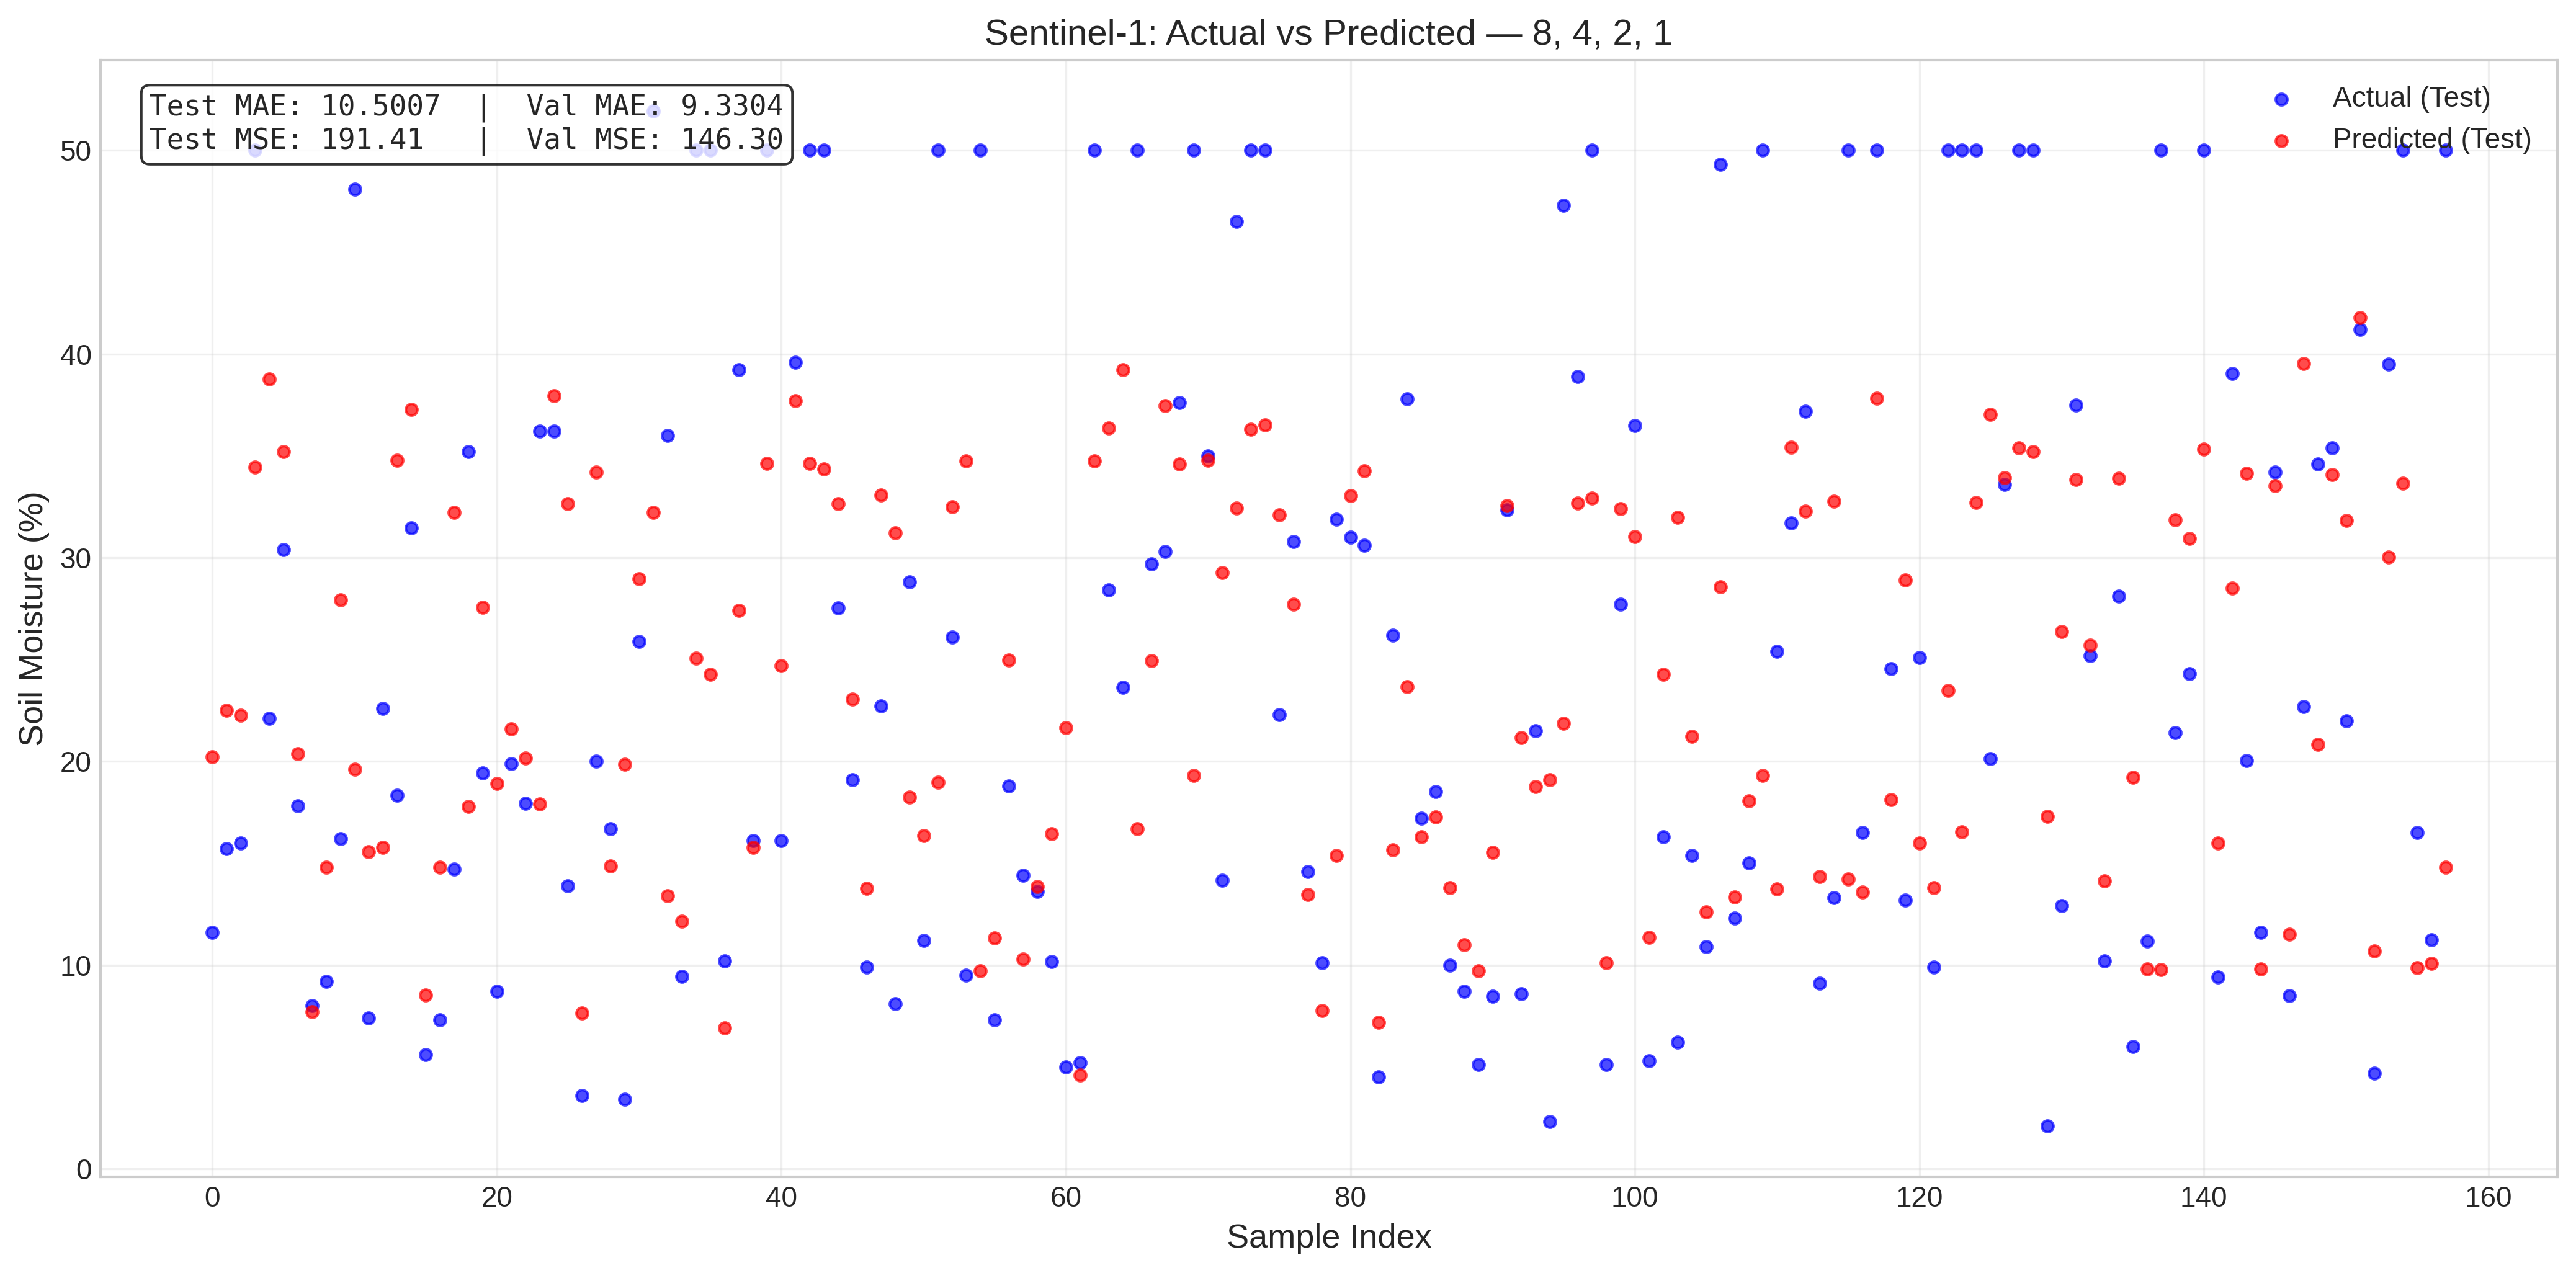 Sentinel-1: Actual vs Predicted — 8, 4, 2, 1
Test MAE: 10.5007  |  Val MAE: 9.3304
Test MSE: 191.41   |  Val MSE: 146.30
Actual (Test)
Predicted (Test)
Soil Moisture (%)
50
40
30
20
10
0
0 20 40 60 80 100 120 140 160
Sample Index